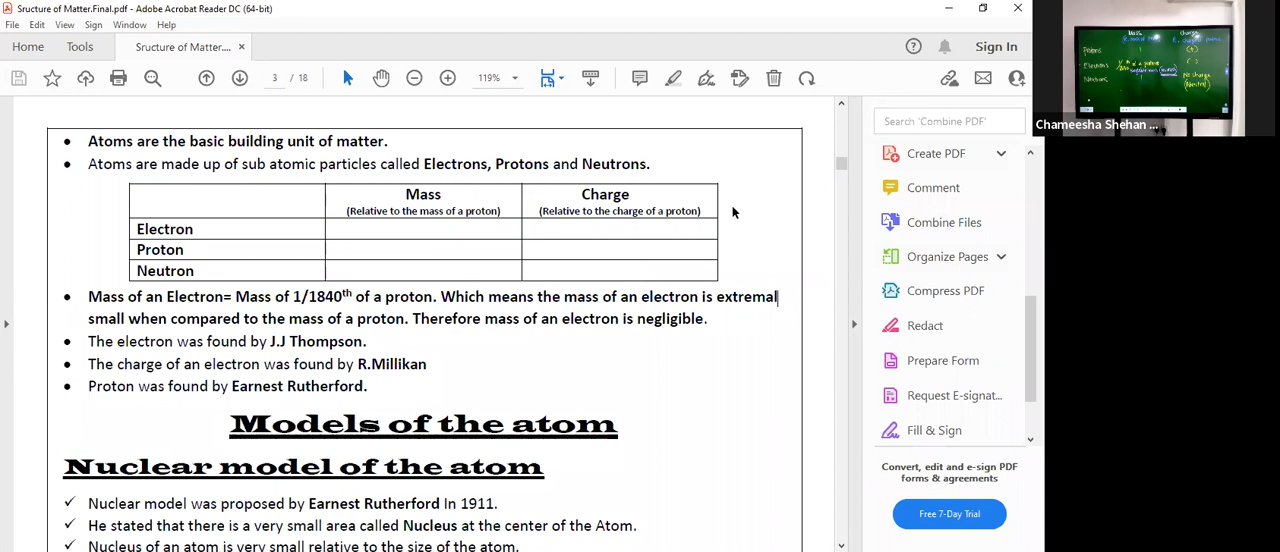 Sructure of Matter.Final.pdf - Adobe Acrobat Reader DC (64-bit)
File Edit View Sign Window Help
Home Tools Sructure of Matter.... × Sign In
3 / 18 119%
• Atoms are the basic building unit of matter.
• Atoms are made up of sub atomic particles called Electrons, Protons and Neutrons.
Mass Charge
(Relative to the mass of a proton) (Relative to the charge of a proton)
Electron
Proton
Neutron
• Mass of an Electron= Mass of 1/1840th of a proton. Which means the mass of an electron is extremal
small when compared to the mass of a proton. Therefore mass of an electron is negligible.
• The electron was found by J.J Thompson.
• The charge of an electron was found by R.Millikan
• Proton was found by Earnest Rutherford.
Models of the atom
Nuclear model of the atom
✓ Nuclear model was proposed by Earnest Rutherford In 1911.
✓ He stated that there is a very small area called Nucleus at the center of the Atom.
✓ Nucleus of an atom is very small relative to the size of the atom.
Search 'Combine PDF'
Create PDF
Comment
Combine Files
Organize Pages
Compress PDF
Redact
Prepare Form
Request E-signat...
Fill & Sign
Convert, edit and e-sign PDF
forms & agreements
Free 7-Day Trial
Mass Charge
Protons 1 (+)
Electrons (-)
Neutrons No charge
(Neutral)
Chameesha Shehan ...